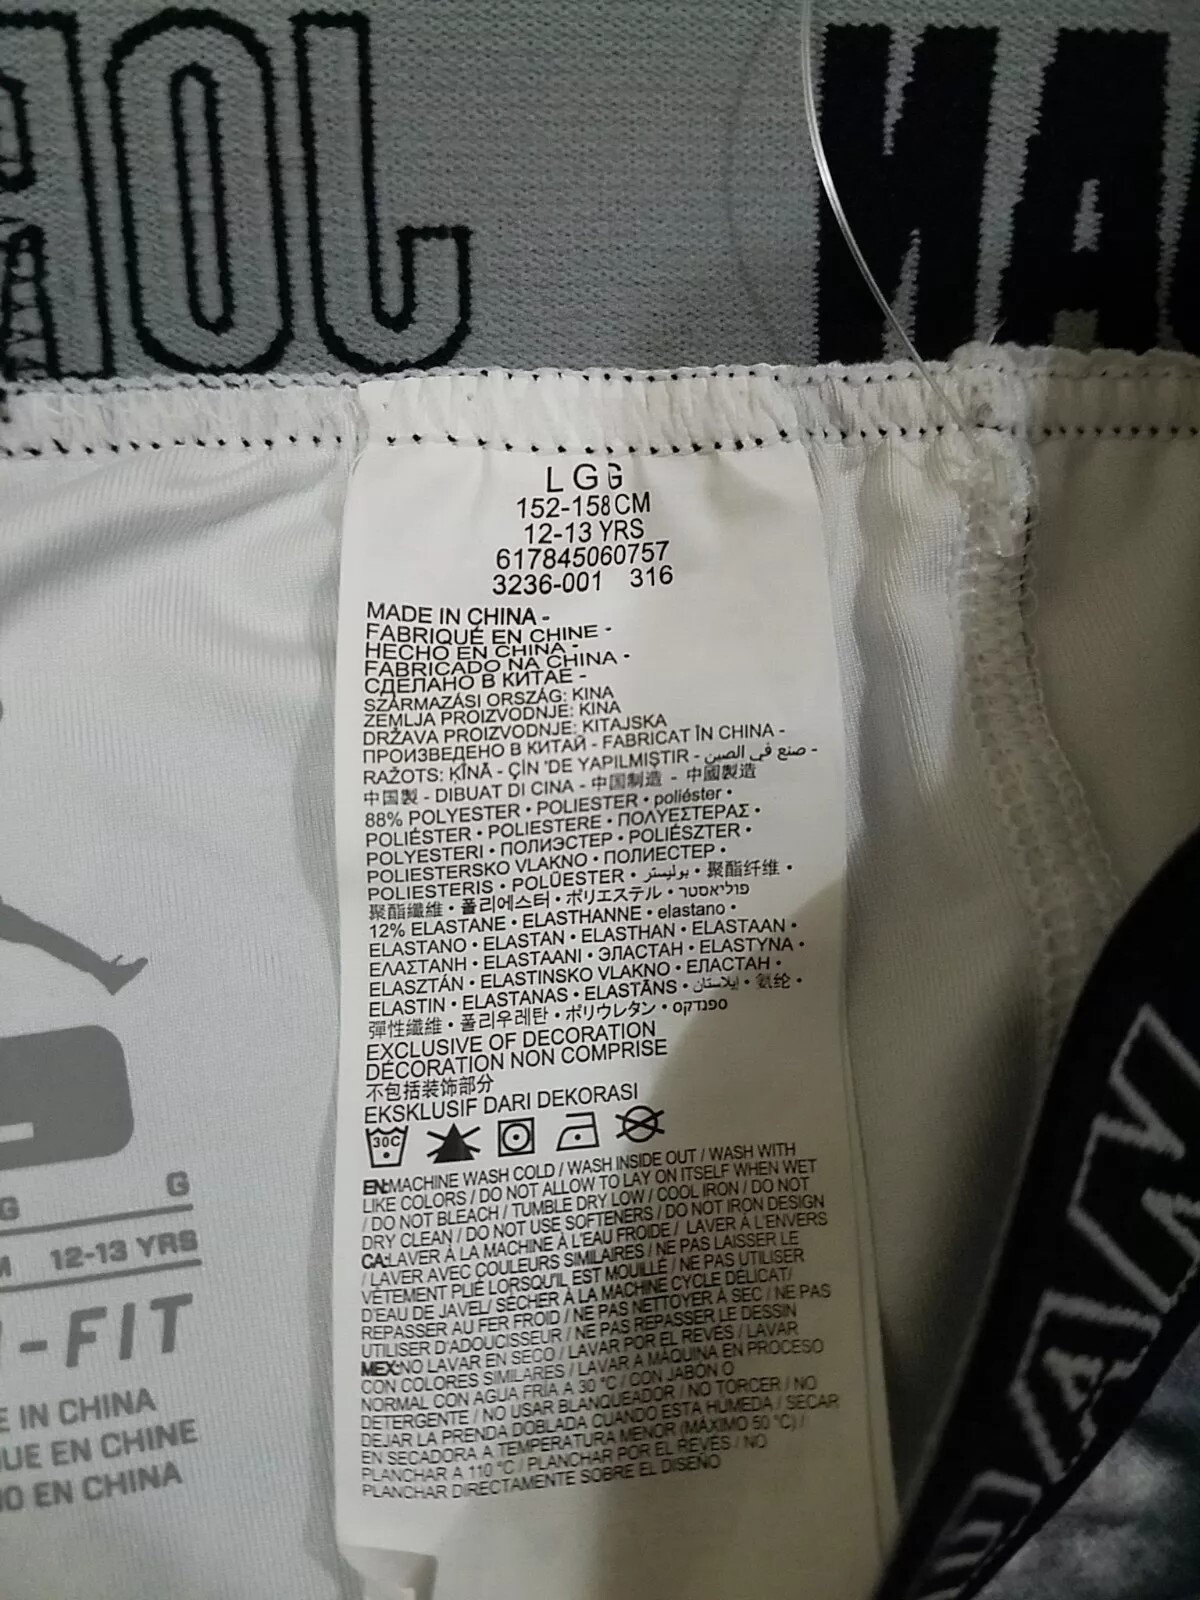 JOR
L G G
152-158 CM
12-13 YRS
617845060757
3236-001 316
MADE IN CHINA -
FABRIQUÉ EN CHINE -
HECHO EN CHINA -
FABRICADO NA CHINA -
СДЕЛАНО В КИТАЕ -
SZÁRMAZÁSI ORSZÁG: KINA
ZEMLJA PROIZVODNJE: KINA
DRŽAVA PROIZVODNJE: KITAJSKA
ПРОИЗВЕДЕНО В КИТАЙ - FABRICAT ÎN CHINA -
RAŽOTS: ĶĪNĀ - ÇİN 'DE YAPILMIŞTIR - صنع في الصين -
中国製 - DIBUAT DI CINA - 中国制造 - 中國製造
88% POLYESTER • POLIESTER • poliéster •
POLIÉSTER • POLIESTERE • ΠΟΛΥΕΣΤΕΡΑΣ •
POLYESTERI • ПОЛИЭСТЕР • POLIÉSZTER •
POLIESTERSKO VLAKNO • ПОЛИЕСТЕР •
POLIESTERIS • POLÜESTER • بوليستر • 聚酯纤维 •
聚酯纖維 • 폴리에스터 • ポリエステル • פוליאסטר
12% ELASTANE • ELASTHANNE • elastano •
ELASTANO • ELASTAN • ELASTHAN • ELASTAAN •
ΕΛΑΣΤΑΝΗ • ELASTAANI • ЭЛАСТАН • ELASTYNA •
ELASZTÁN • ELASTINSKO VLAKNO • ЕЛАСТАН •
ELASTIN • ELASTANAS • ELASTĀNS • إيلاستان • 氨纶 •
彈性纖維 • 폴리우레탄 • ポリウレタン • ספנדקס
EXCLUSIVE OF DECORATION
DÉCORATION NON COMPRISE
不包括装饰部分
EKSKLUSIF DARI DEKORASI
30C
EN:MACHINE WASH COLD / WASH INSIDE OUT / WASH WITH
LIKE COLORS / DO NOT ALLOW TO LAY ON ITSELF WHEN WET
/ DO NOT BLEACH / TUMBLE DRY LOW / COOL IRON / DO NOT
DRY CLEAN / DO NOT USE SOFTENERS / DO NOT IRON DESIGN
CA:LAVER À LA MACHINE À L'EAU FROIDE / LAVER À L'ENVERS
/ LAVER AVEC COULEURS SIMILAIRES / NE PAS LAISSER LE
VÊTEMENT PLIÉ LORSQU'IL EST MOUILLÉ / NE PAS UTILISER
D'EAU DE JAVEL/ SÉCHER À LA MACHINE CYCLE DÉLICAT/
REPASSER AU FER FROID / NE PAS NETTOYER À SEC / NE PAS
UTILISER D'ADOUCISSEUR / NE PAS REPASSER LE DESSIN
MEX:NO LAVAR EN SECO / LAVAR POR EL REVÉS / LAVAR
CON COLORES SIMILARES / LAVAR A MÁQUINA EN PROCESO
NORMAL CON AGUA FRÍA A 30 °C / CON JABÓN O
DETERGENTE / NO USAR BLANQUEADOR / NO TORCER / NO
DEJAR LA PRENDA DOBLADA CUANDO ESTA HUMEDA / SECAR
EN SECADORA A TEMPERATURA MENOR (MÁXIMO 50 °C) /
PLANCHAR A 110 °C / PLANCHAR POR EL REVÉS / NO
PLANCHAR DIRECTAMENTE SOBRE EL DISEÑO
G G
M 12-13 YRS
-FIT
E IN CHINA
UE EN CHINE
O EN CHINA